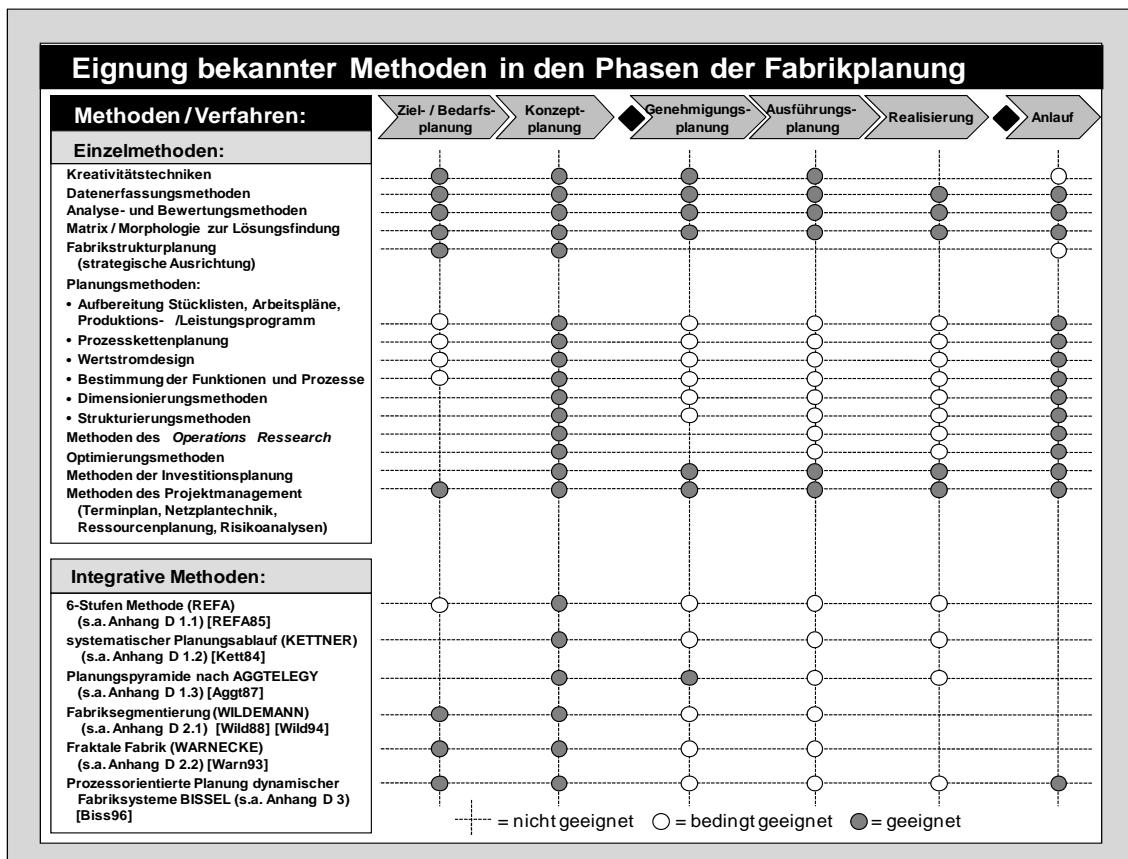 Eignung bekannter Methoden in den Phasen der Fabrikplanung
Methoden / Verfahren:
Ziel- / Bedarfs-
planung
Konzept-
planung
Genehmigungs-
planung
Ausführungs-
planung
Realisierung
Anlauf
Einzelmethoden:
Kreativitätstechniken
Datenerfassungsmethoden
Analyse- und Bewertungsmethoden
Matrix / Morphologie zur Lösungsfindung
Fabrikstrukturplanung
(strategische Ausrichtung)
Planungsmethoden:
• Aufbereitung Stücklisten, Arbeitspläne,
Produktions- /Leistungsprogramm
• Prozesskettenplanung
• Wertstromdesign
• Bestimmung der Funktionen und Prozesse
• Dimensionierungsmethoden
• Strukturierungsmethoden
Methoden des Operations Ressearch
Optimierungsmethoden
Methoden der Investitionsplanung
Methoden des Projektmanagement
(Terminplan, Netzplantechnik,
Ressourcenplanung, Risikoanalysen)
Integrative Methoden:
6-Stufen Methode (REFA)
(s.a. Anhang D 1.1) [REFA85]
systematischer Planungsablauf (KETTNER)
(s.a. Anhang D 1.2) [Kett84]
Planungspyramide nach AGGTELEGY
(s.a. Anhang D 1.3) [Aggt87]
Fabriksegmentierung (WILDEMANN)
(s.a. Anhang D 2.1) [Wild88] [Wild94]
Fraktale Fabrik (WARNECKE)
(s.a. Anhang D 2.2) [Warn93]
Prozessorientierte Planung dynamischer
Fabriksysteme BISSEL (s.a. Anhang D 3)
[Biss96]
= nicht geeignet = bedingt geeignet = geeignet